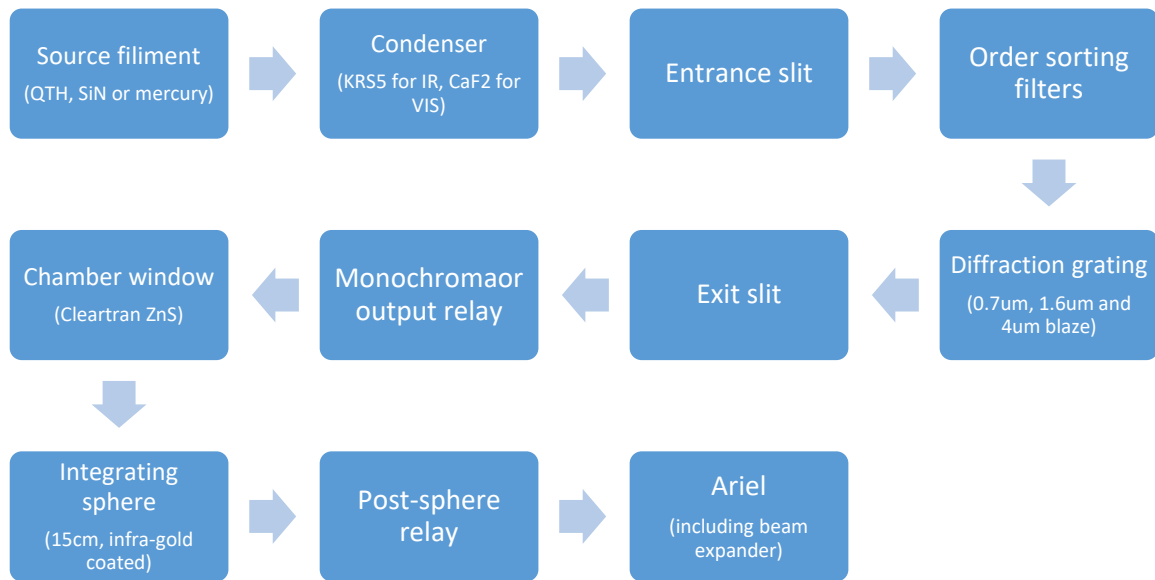 Source filiment
(QTH, SiN or mercury)
Condenser
(KRS5 for IR, CaF2 for
VIS)
Entrance slit
Order sorting
filters
Diffraction grating
(0.7um, 1.6um and
4um blaze)
Exit slit
Monochromaor
output relay
Chamber window
(Cleartran ZnS)
Integrating
sphere
(15cm, infra-gold
coated)
Post-sphere
relay
Ariel
(including beam
expander)